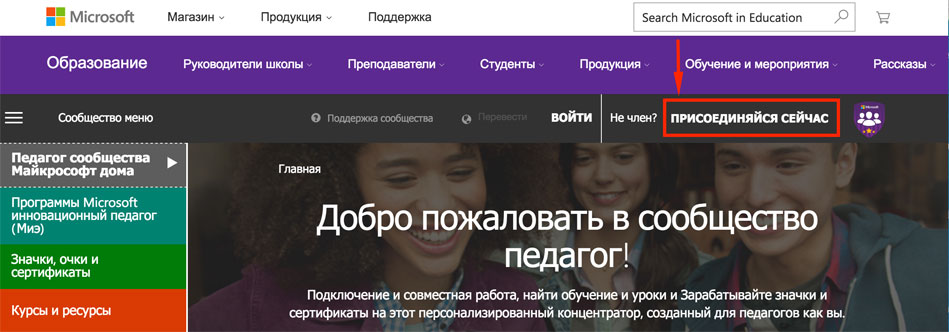 Microsoft Магазин Продукция Поддержка Search Microsoft in Education
Образование Руководители школы Преподаватели Студенты Продукция Обучение и мероприятия Рассказы
Сообщество меню Поддержка сообщества Перевести ВОЙТИ Не член? ПРИСОЕДИНЯЙСЯ СЕЙЧАС
Педагог сообщества
Майкрософт дома
Программы Microsoft
инновационный педагог
(Миэ)
Значки, очки и
сертификаты
Курсы и ресурсы
Главная
Добро пожаловать в сообщество
педагог!
Подключение и совместная работа, найти обучение и уроки и Зарабатывайте значки и
сертификаты на этот персонализированный концентратор, созданный для педагогов как вы.